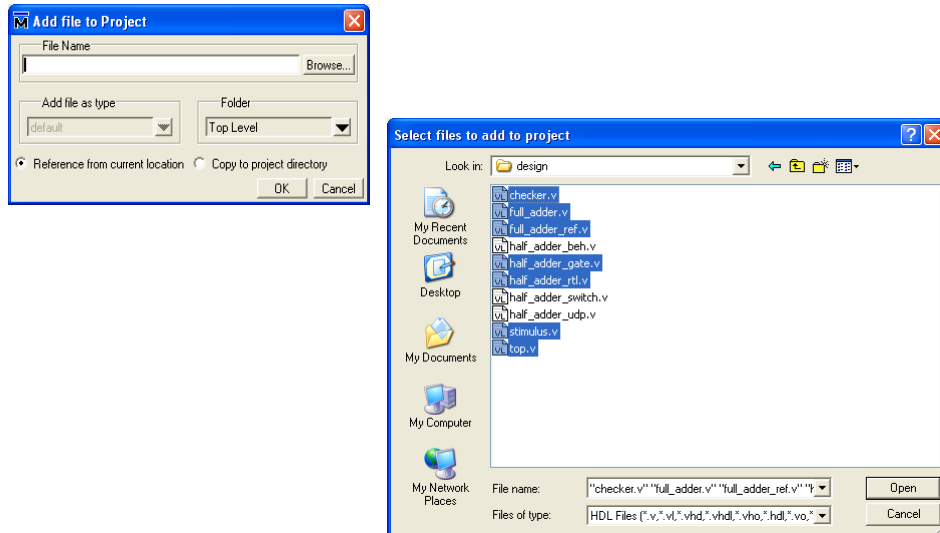 Add file to Project
File Name
Browse...
Add file as type
Folder
default
Top Level
Reference from current location
Copy to project directory
OK
Cancel
Select files to add to project
Look in:
design
My Recent
Documents
Desktop
My Documents
My Computer
My Network
Places
checker.v
full_adder.v
full_adder_ref.v
half_adder_beh.v
half_adder_gate.v
half_adder_rtl.v
half_adder_switch.v
half_adder_udp.v
stimulus.v
top.v
File name:
"checker.v" "full_adder.v" "full_adder_ref.v"
Open
Files of type:
HDL Files (*.v,*.vl,*.vhd,*.vhdl,*.vho,*.hdl,*.vo,*
Cancel